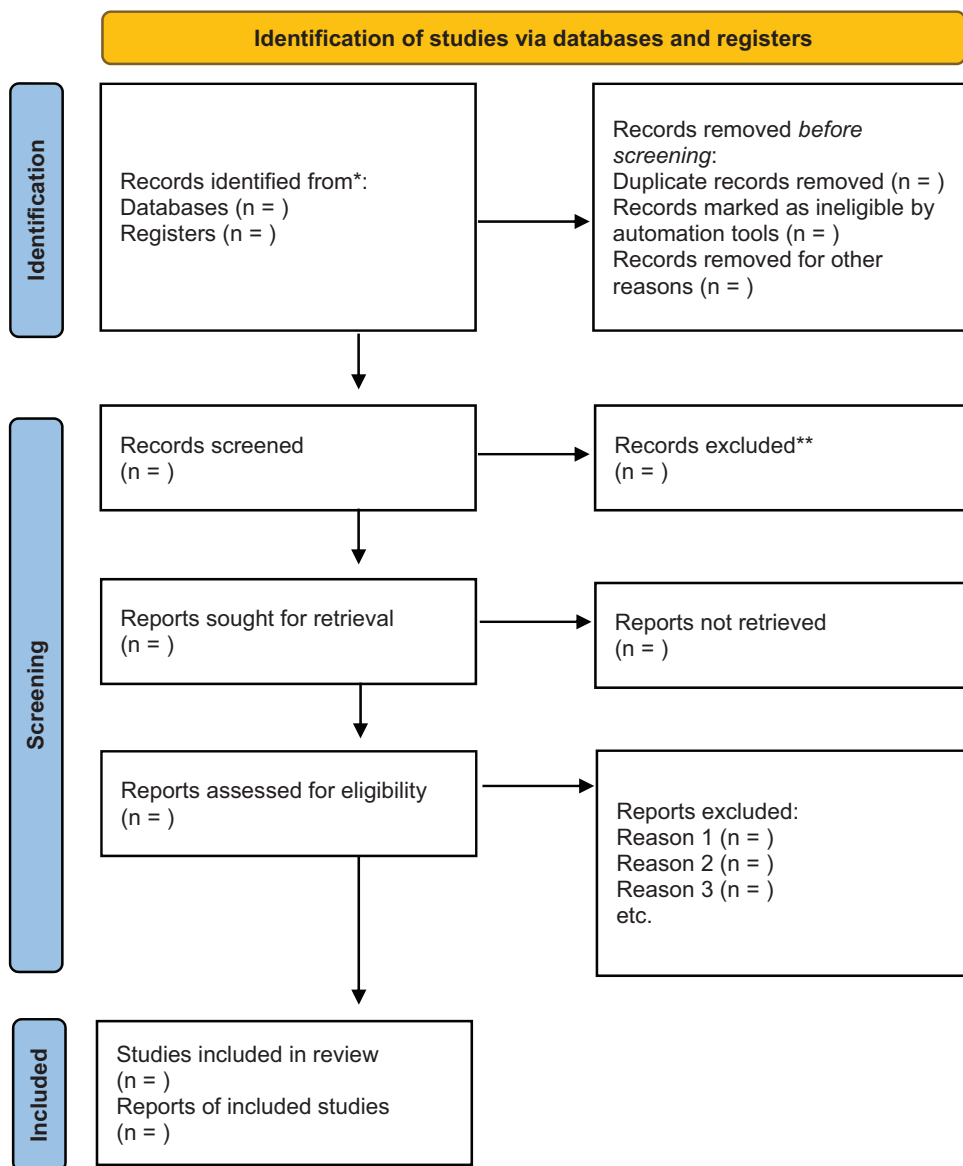 Identification of studies via databases and registers
Identification
Records identified from*:
Databases (n = )
Registers (n = )
Records removed before
screening:
Duplicate records removed (n = )
Records marked as ineligible by
automation tools (n = )
Records removed for other
reasons (n = )
Screening
Records screened
(n = )
Records excluded**
(n = )
Reports sought for retrieval
(n = )
Reports not retrieved
(n = )
Reports assessed for eligibility
(n = )
Reports excluded:
Reason 1 (n = )
Reason 2 (n = )
Reason 3 (n = )
etc.
Included
Studies included in review
(n = )
Reports of included studies
(n = )